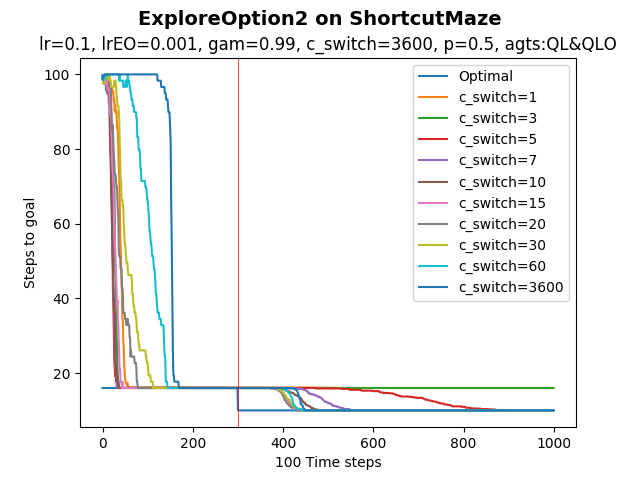 ExploreOption2 on ShortcutMaze
lr=0.1, lrEO=0.001, gam=0.99, c_switch=3600, p=0.5, agts:QL&QLO
Steps to goal
100
80
60
40
20
0
200
400
600
800
1000
100 Time steps
Optimal
c_switch=1
c_switch=3
c_switch=5
c_switch=7
c_switch=10
c_switch=15
c_switch=20
c_switch=30
c_switch=60
c_switch=3600